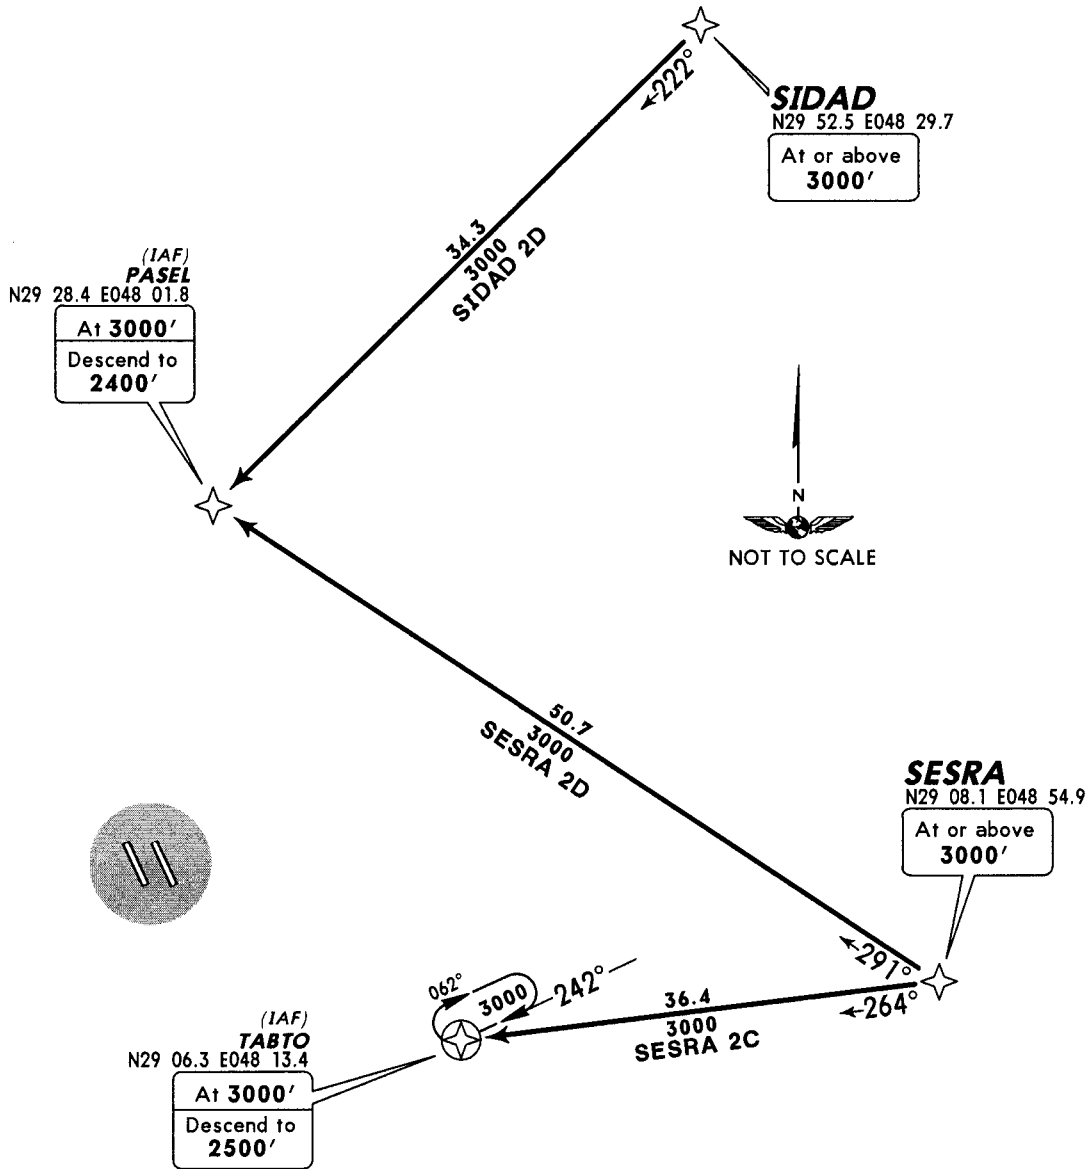 222°
SIDAD
N29 52.5 E048 29.7
At or above
3000'
34.3
3000
SIDAD 2D
(IAF)
PASEL
N29 28.4 E048 01.8
At 3000'
Descend to
2400'
N
NOT TO SCALE
50.7
3000
SESRA 2D
SESRA
N29 08.1 E048 54.9
At or above
3000'
291°
264°
36.4
3000
SESRA 2C
062°
3000
242°
(IAF)
TABTO
N29 06.3 E048 13.4
At 3000'
Descend to
2500'